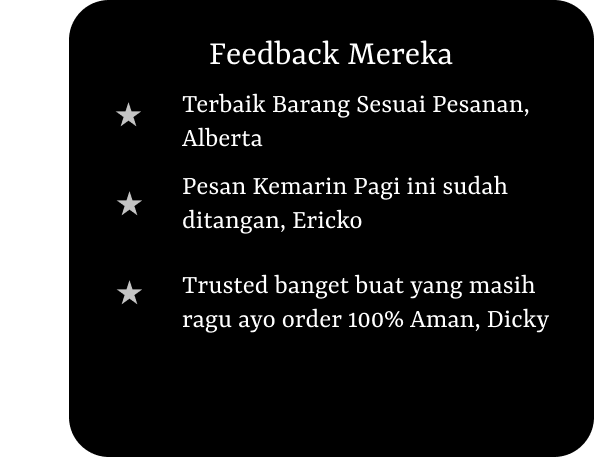 Feedback Mereka
Terbaik Barang Sesuai Pesanan,
Alberta
Pesan Kemarin Pagi ini sudah
ditangan, Ericko
Trusted banget buat yang masih
ragu ayo order 100% Aman, Dicky